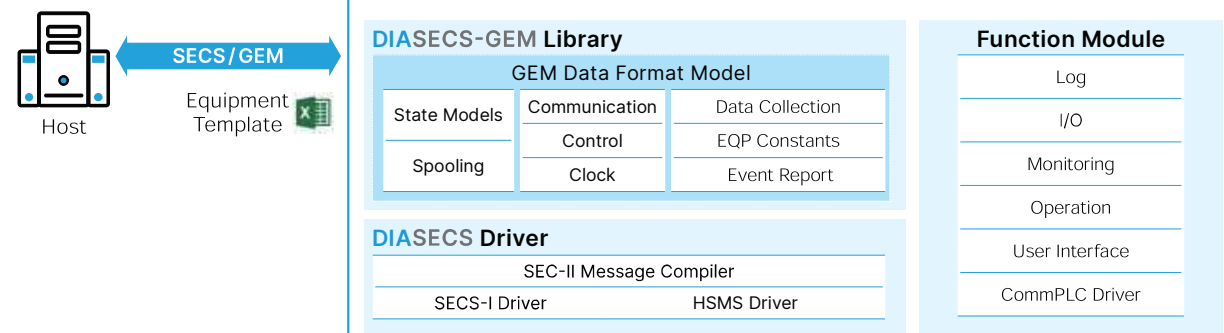 SECS/GEM
Equipment
Template
Host
DIASECS-GEM Library
GEM Data Format Model
State Models
Spooling
Communication
Control
Clock
Data Collection
EQP Constants
Event Report
DIASECS Driver
SEC-II Message Compiler
SECS-I Driver
HSMS Driver
Function Module
Log
I/O
Monitoring
Operation
User Interface
CommPLC Driver